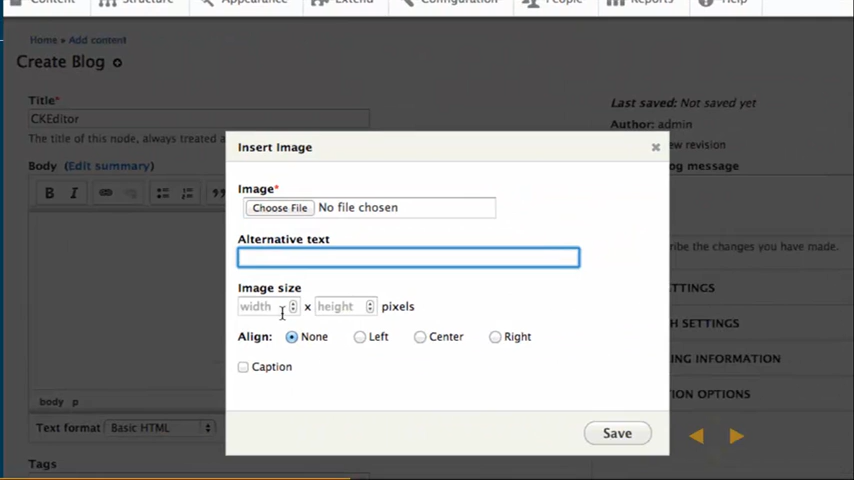 Content Structure Appearance Extend Configuration People Reports Help
Home » Add content
Create Blog
Title*
CKEditor
The title of this node, always treated a
Body (Edit summary)
B I
body p
Text format Basic HTML
Tags
Insert Image
Image*
Choose File No file chosen
Alternative text
Image size
width x height pixels
Align: None Left Center Right
Caption
Save
Last saved: Not saved yet
Author: admin
new revision
og message
ribe the changes you have made.
TTINGS
H SETTINGS
ING INFORMATION
ION OPTIONS